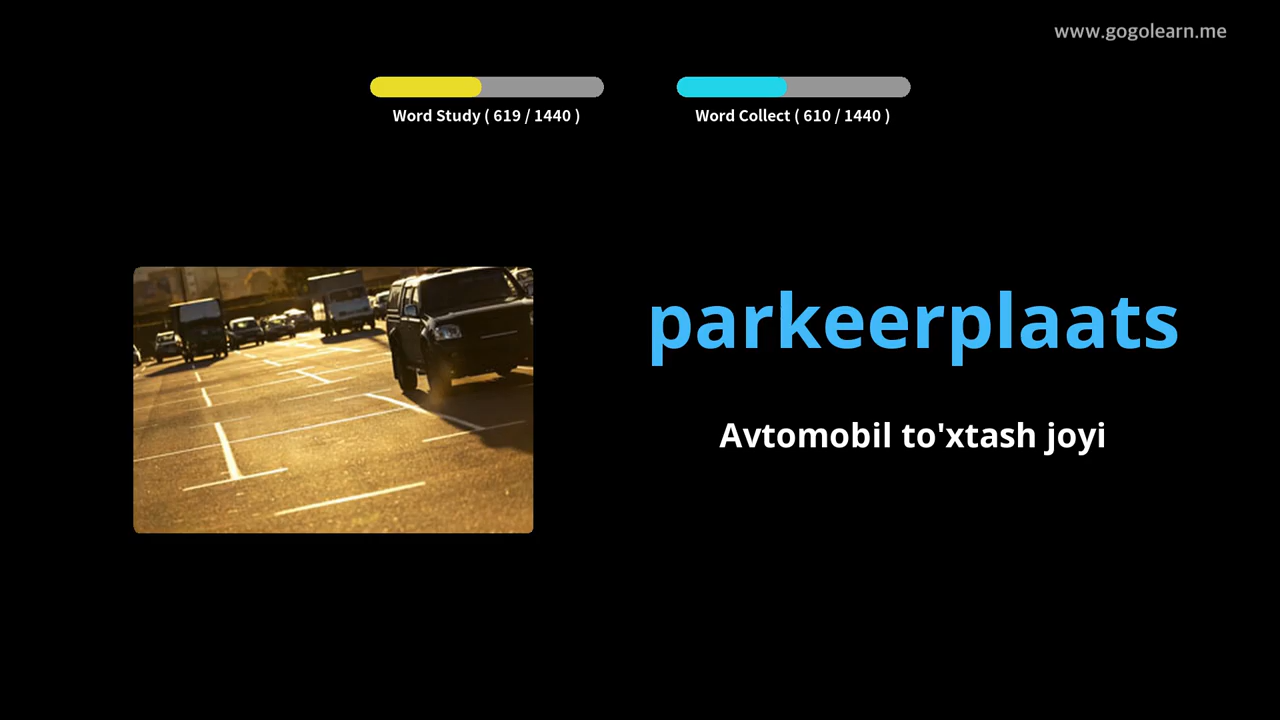 www.gogolearn.me
Word Study ( 619 / 1440 )
Word Collect ( 610 / 1440 )
parkeerplaats
Avtomobil to'xtash joyi